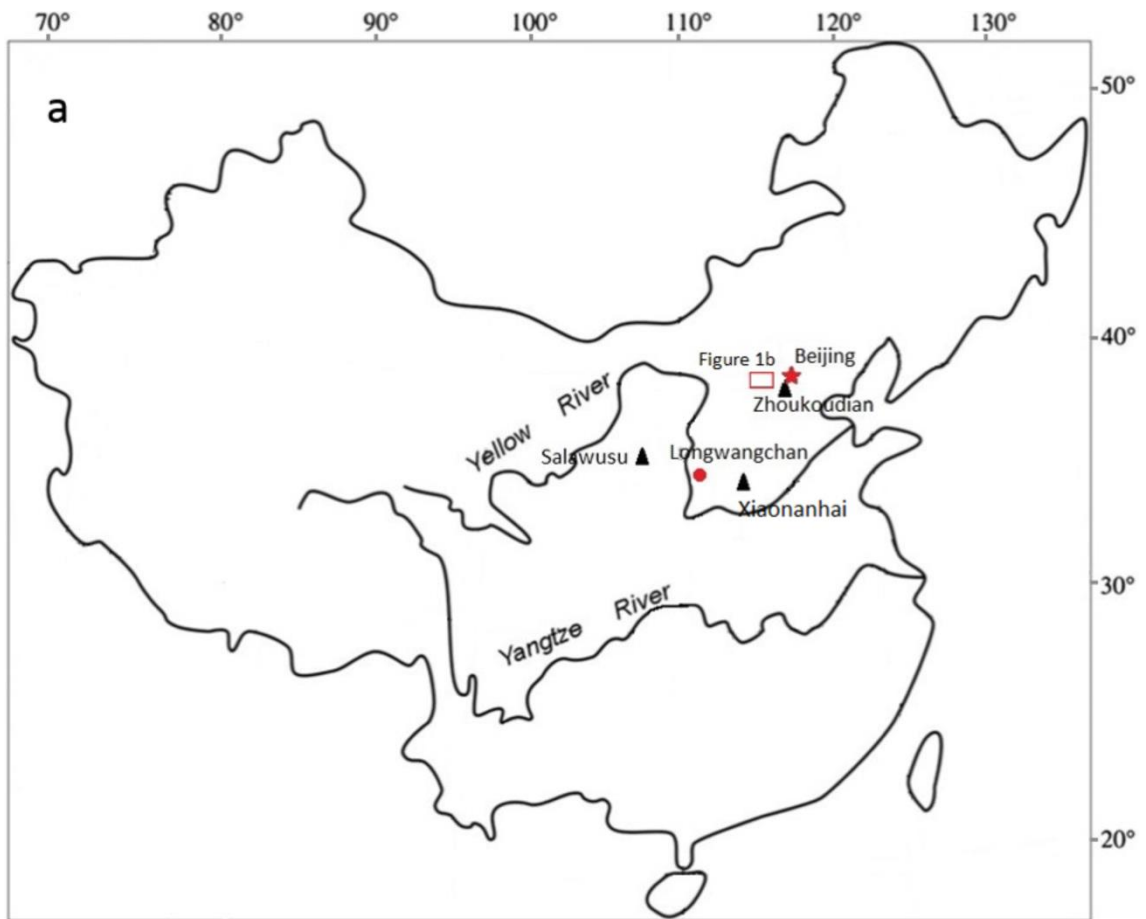 70° 80° 90° 100° 110° 120° 130°
a
50°
40°
Figure 1b
Beijing
Zhoukoudian
Yellow River
Salawusu
Longwangchan
Xiaonanhai
30°
Yangtze River
20°